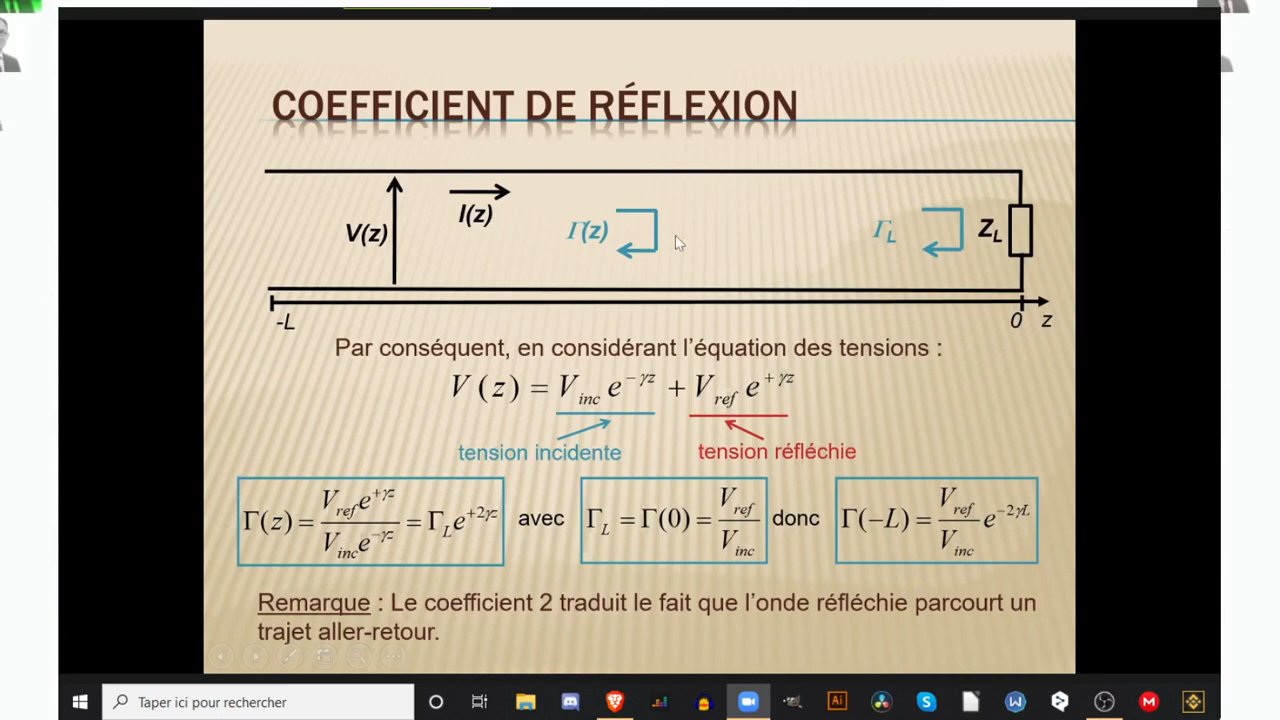 COEFFICIENT DE RÉFLEXION
V(z)
I(z)
Γ(z)
ΓL
ZL
-L
0
z
Par conséquent, en considérant l’équation des tensions :
V(z) = Vinc e^−γz + Vref e^+γz
tension incidente
tension réfléchie
Γ(z) = Vref e^+γz / Vinc e^−γz = ΓL e^+2γz
avec
ΓL = Γ(0) = Vref / Vinc
donc
Γ(−L) = Vref / Vinc e^−2γL
Remarque : Le coefficient 2 traduit le fait que l’onde réfléchie parcourt un
trajet aller-retour.
Taper ici pour rechercher
Ai